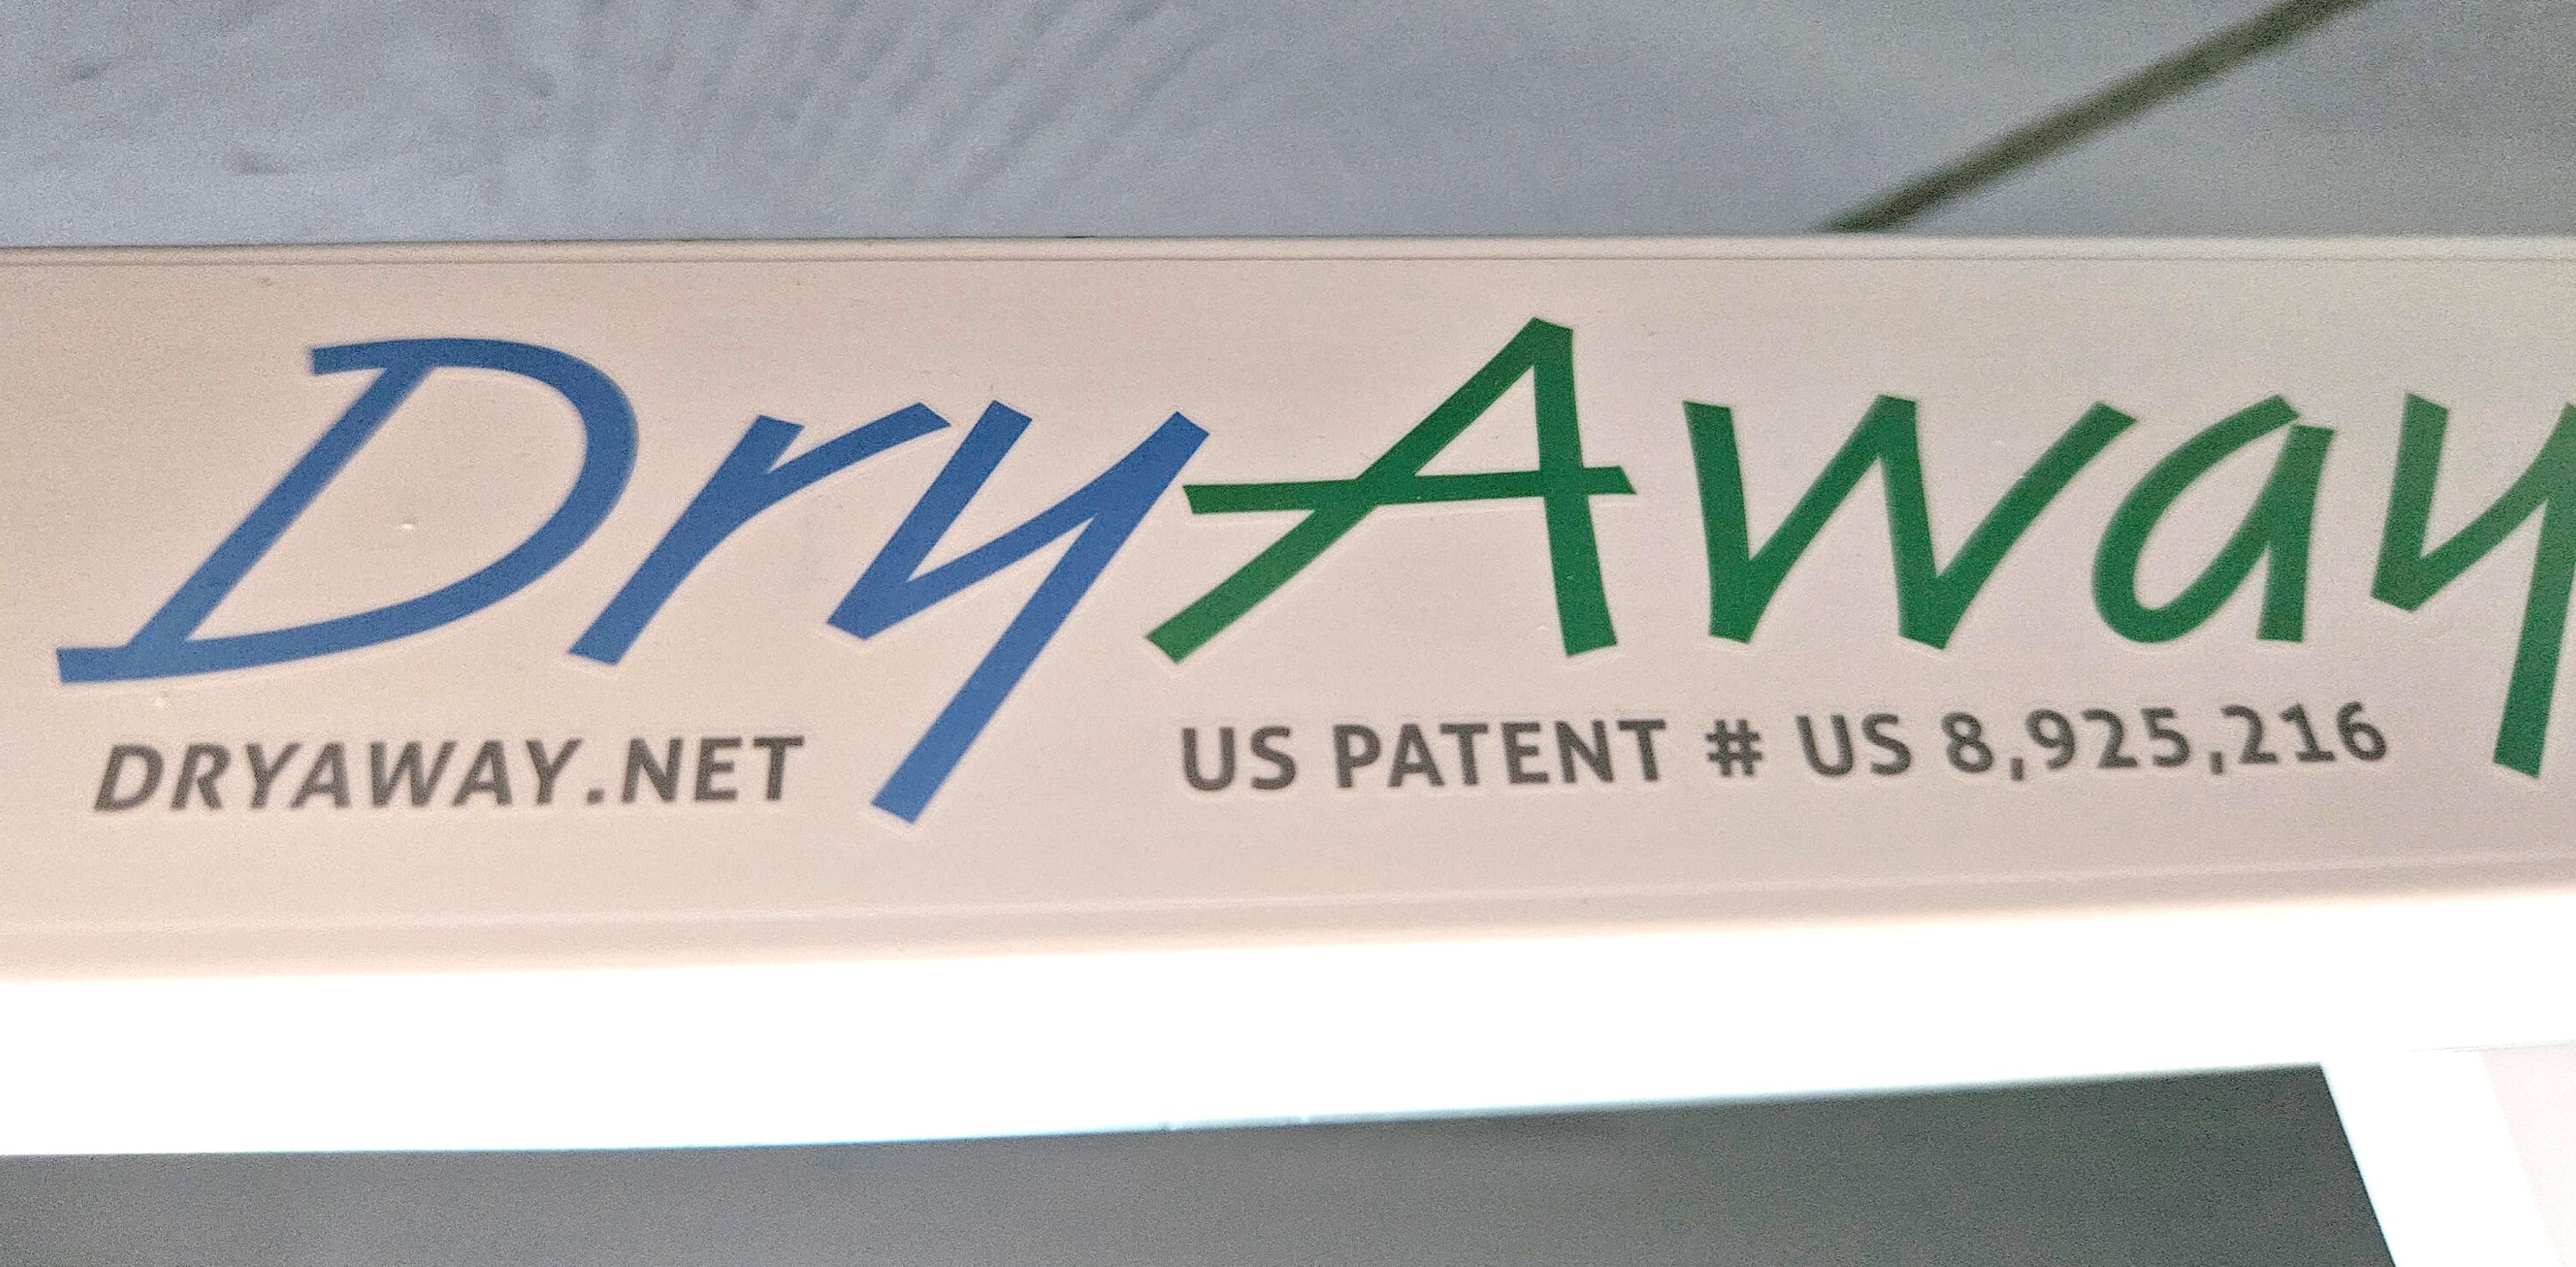 DryAway
DRYAWAY.NET US PATENT # US 8,925,216